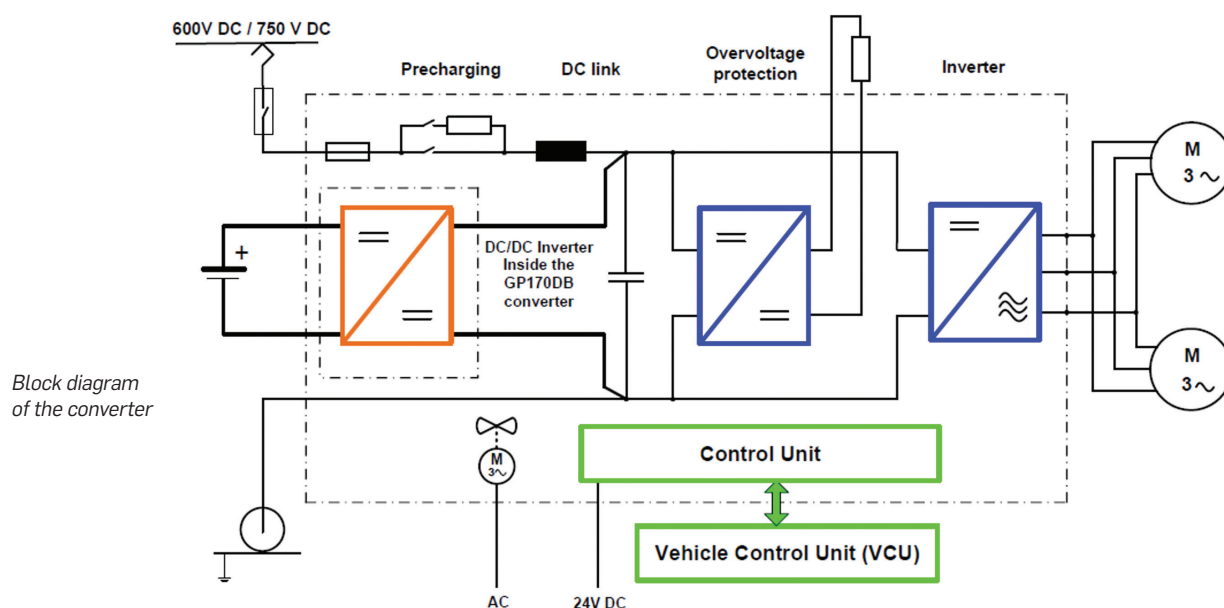 600V DC / 750 V DC
Precharging
DC link
Overvoltage
protection
Inverter
M
3
+
DC/DC Inverter
Inside the
GP170DB
converter
M
3
Block diagram
of the converter
M
3
Control Unit
Vehicle Control Unit (VCU)
AC
24V DC